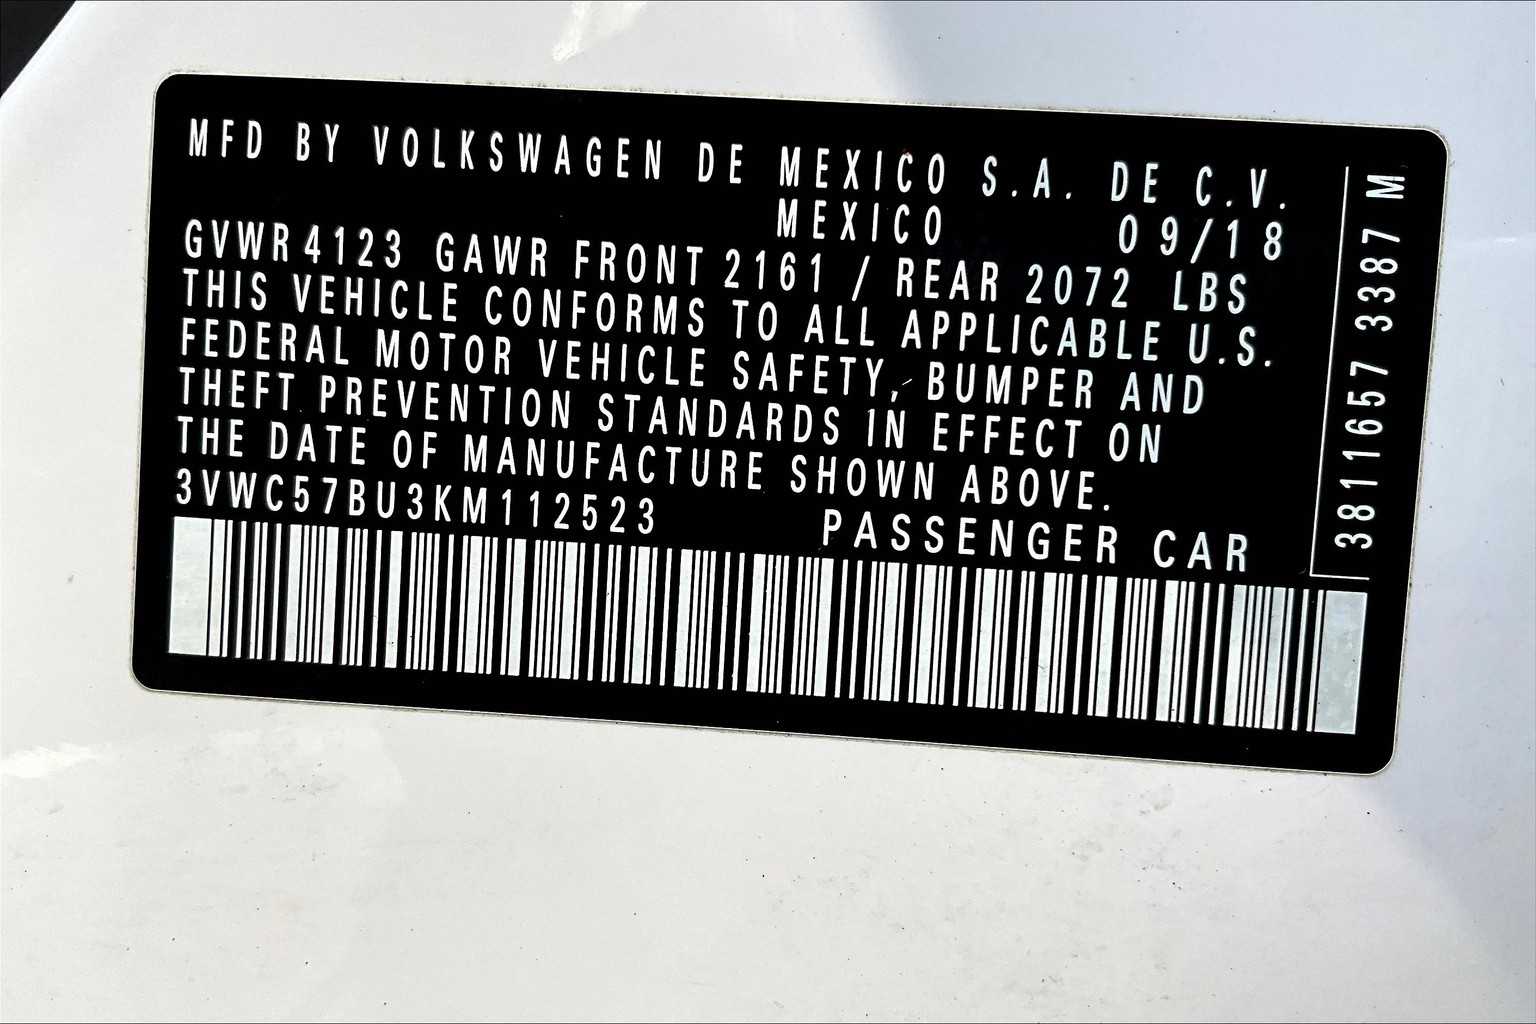 MFD BY VOLKSWAGEN DE MEXICO S.A. DE C.V.
MEXICO 09/18
GVWR 4123 GAWR FRONT 2161 / REAR 2072 LBS
THIS VEHICLE CONFORMS TO ALL APPLICABLE U.S.
FEDERAL MOTOR VEHICLE SAFETY, BUMPER AND
THEFT PREVENTION STANDARDS IN EFFECT ON
THE DATE OF MANUFACTURE SHOWN ABOVE.
3VWC57BU3KM112523 PASSENGER CAR
3811657 3387 M